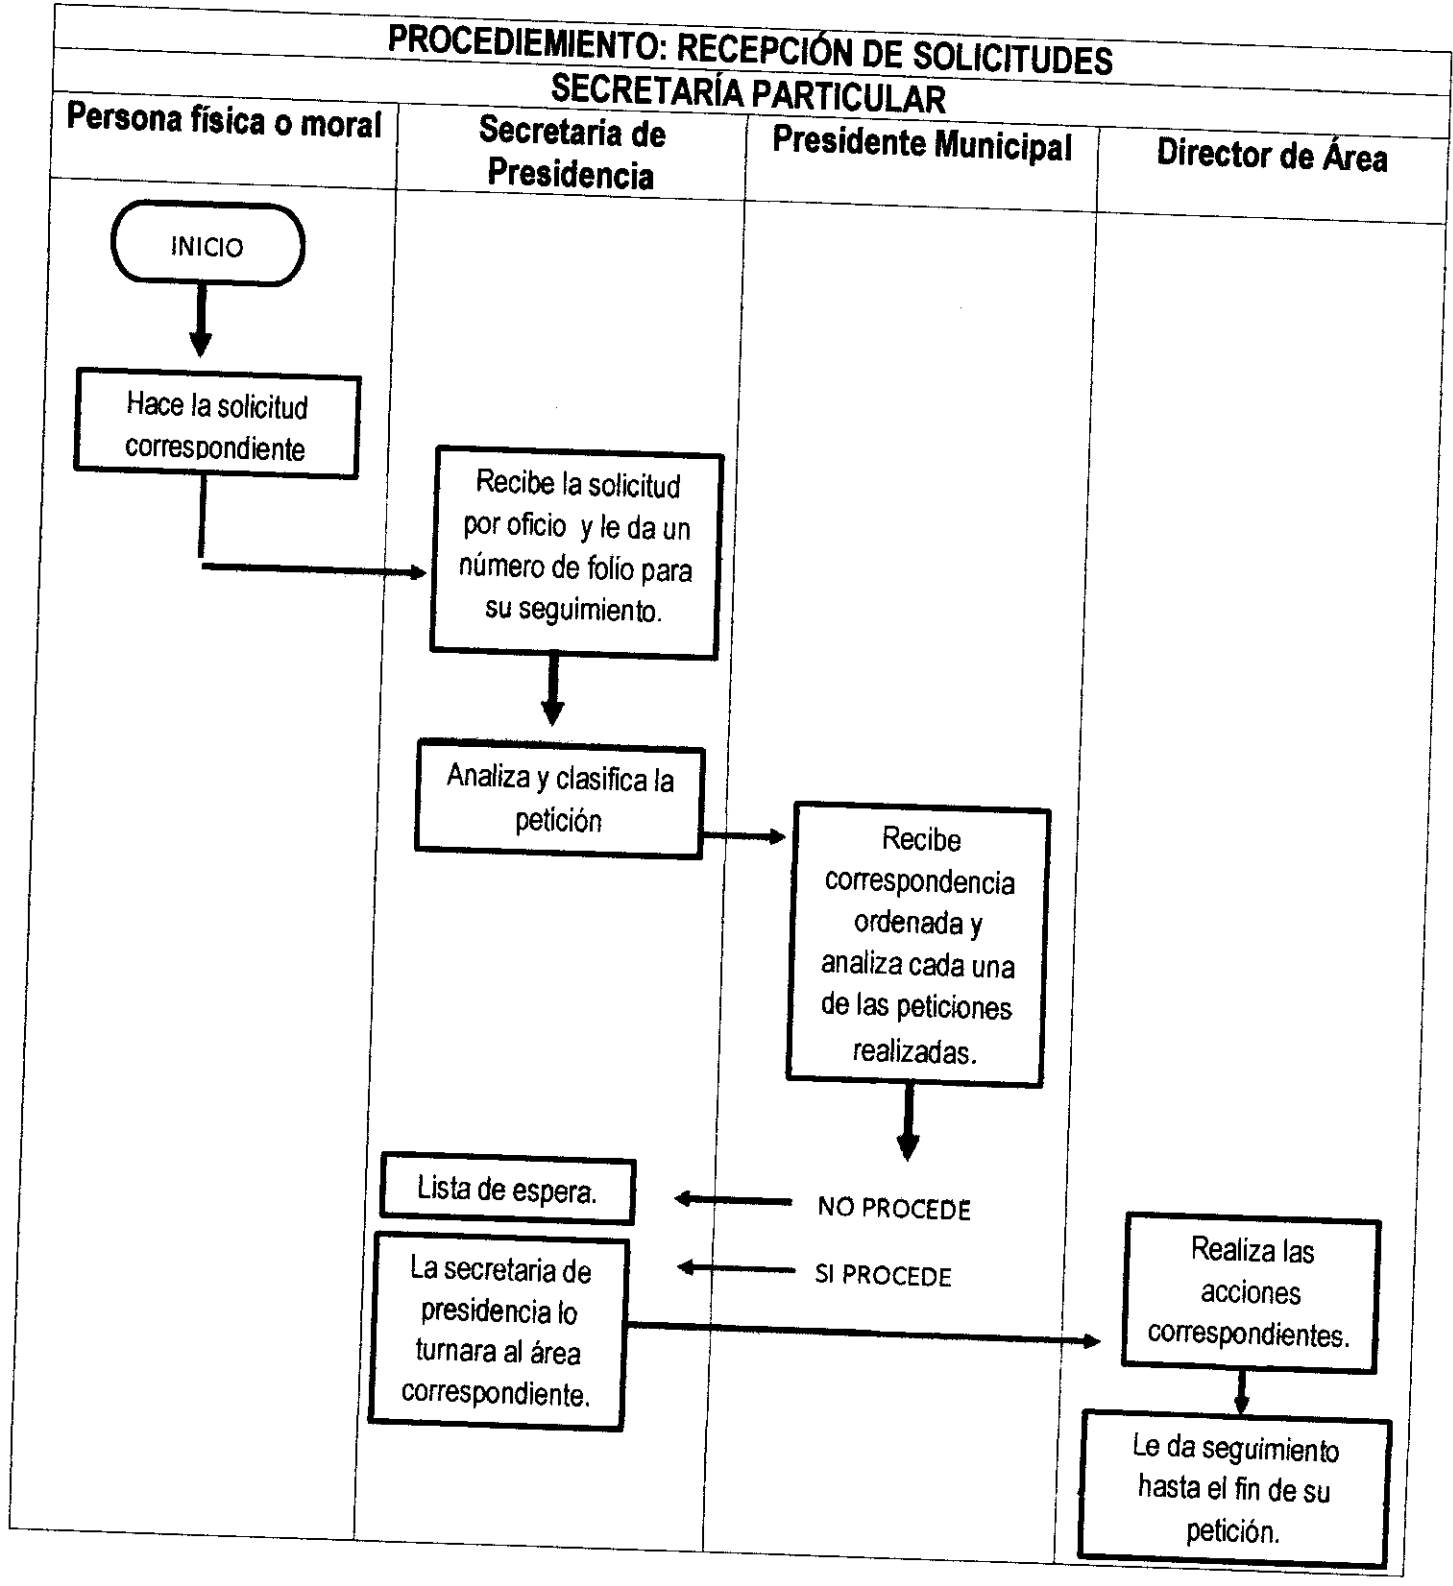 PROCEDIEMIENTO: RECEPCIÓN DE SOLICITUDES
SECRETARÍA PARTICULAR
Persona física o moral
Secretaria de
Presidencia
Presidente Municipal
Director de Área
INICIO
Hace la solicitud
correspondiente
Recibe la solicitud
por oficio y le da un
número de folio para
su seguimiento.
Analiza y clasifica la
petición
Recibe
correspondencia
ordenada y
analiza cada una
de las peticiones
realizadas.
Lista de espera.
NO PROCEDE
SI PROCEDE
La secretaria de
presidencia lo
turnara al área
correspondiente.
Realiza las
acciones
correspondientes.
Le da seguimiento
hasta el fin de su
petición.